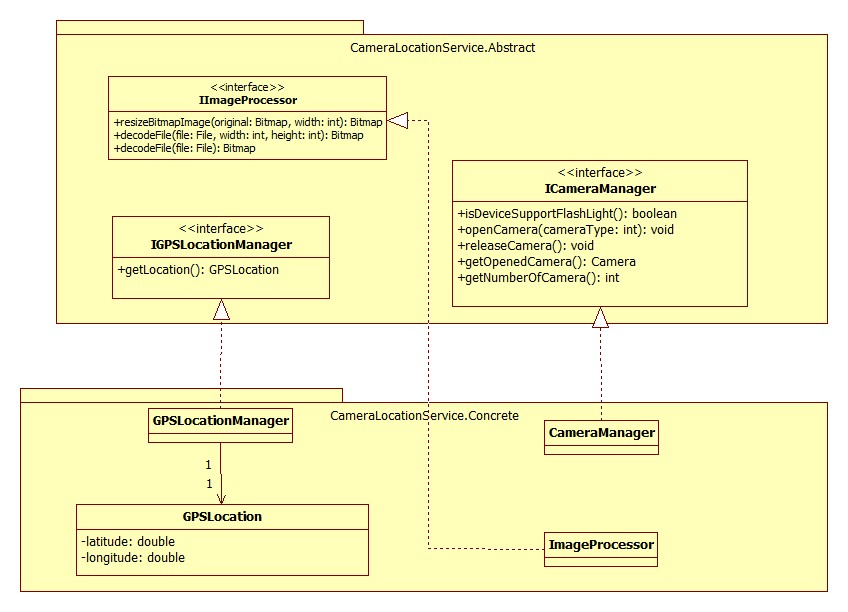 CameraLocationService.Abstract
<<interface>>
IImageProcessor
+resizeBitmapImage(original: Bitmap, width: int): Bitmap
+decodeFile(file: File, width: int, height: int): Bitmap
+decodeFile(file: File): Bitmap
<<interface>>
ICameraManager
+isDeviceSupportFlashLight(): boolean
+openCamera(cameraType: int): void
+releaseCamera(): void
+getOpenedCamera(): Camera
+getNumberOfCamera(): int
<<interface>>
IGPSLocationManager
+getLocation(): GPSLocation
CameraLocationService.Concrete
GPSLocationManager
CameraManager
1
1
GPSLocation
-latitude: double
-longitude: double
ImageProcessor